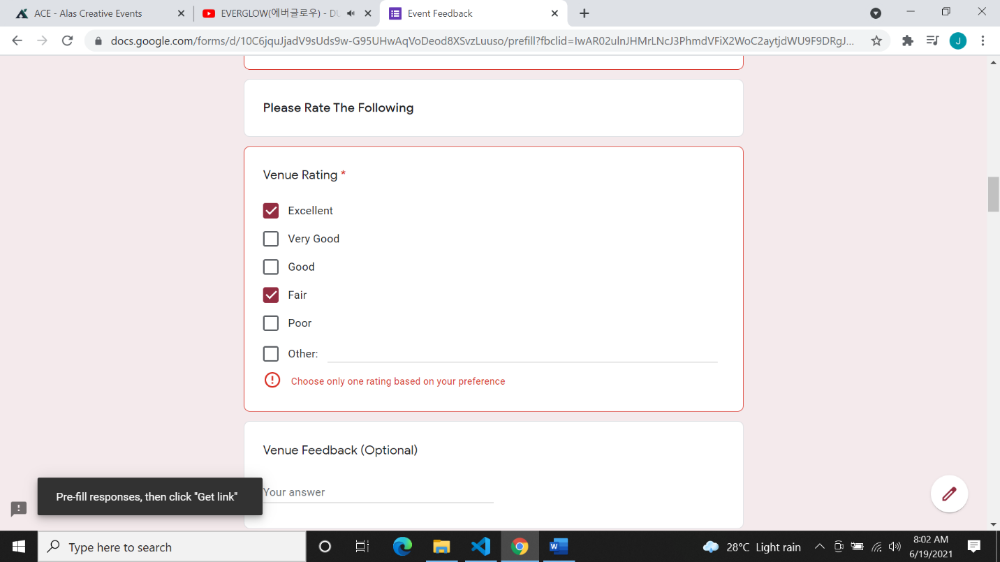 ACE - Alas Creative Events
EVERGLOW(에버글로우) - DU
Event Feedback
docs.google.com/forms/d/10C6jquJjadV9sUds9w-G95UHwAqVoDeod8XSvzLuuso/prefill?fbclid=IwAR02ulnJHMrLNcJ3PhmdVFiX2WoC2aytjdWU9F9DRgJ...
J
Please Rate The Following
Venue Rating *
Excellent
Very Good
Good
Fair
Poor
Other:
Choose only one rating based on your preference
Venue Feedback (Optional)
Your answer
Pre-fill responses, then click "Get link"
Type here to search
28°C Light rain
8:02 AM
6/19/2021